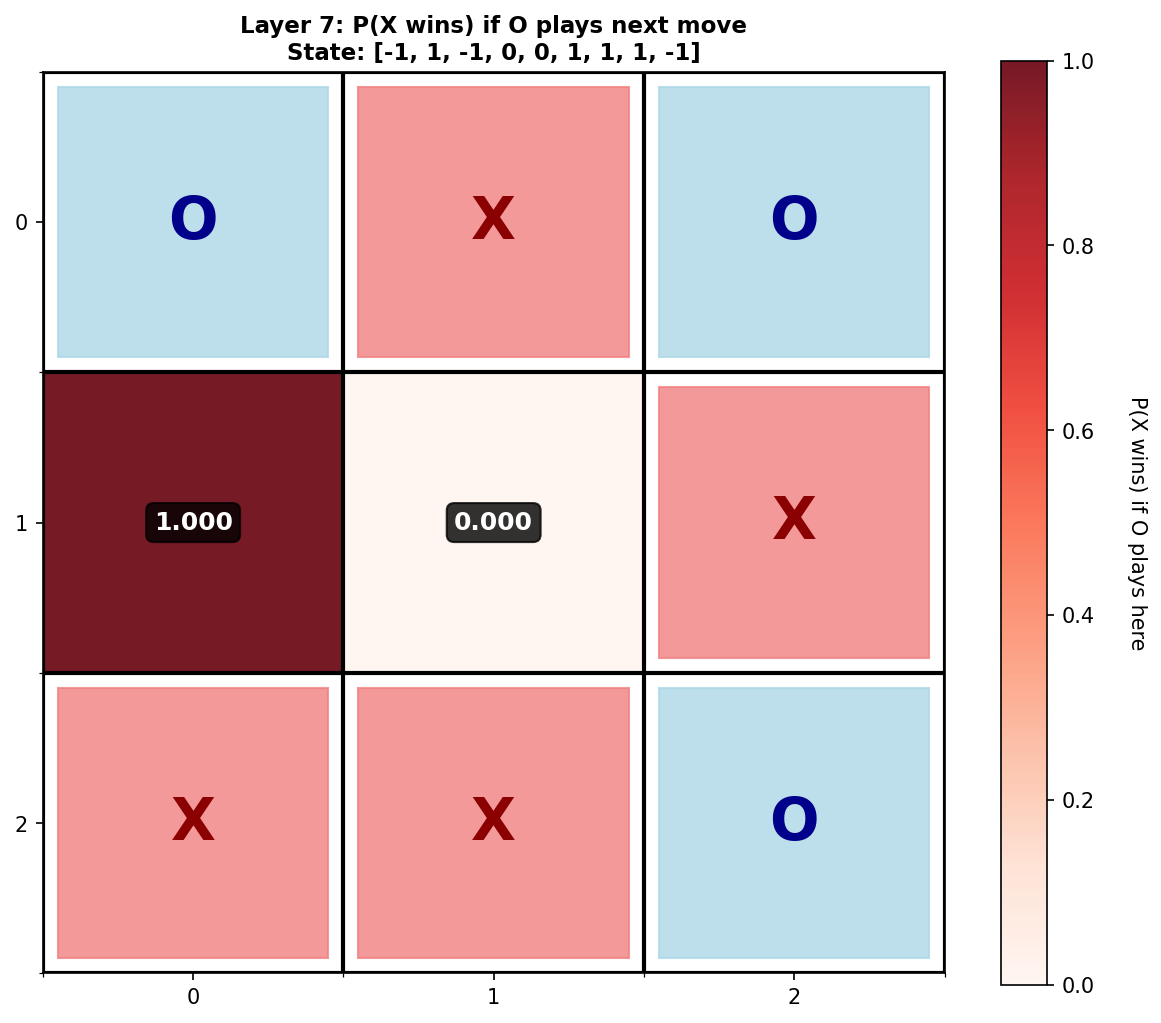 Layer 7: P(X wins) if O plays next move
State: [-1, 1, -1, 0, 0, 1, 1, 1, -1]
0
O
X
O
1
1.000
0.000
X
2
X
X
O
0
1
2
1.0
0.8
0.6
0.4
0.2
0.0
P(X wins) if O plays here